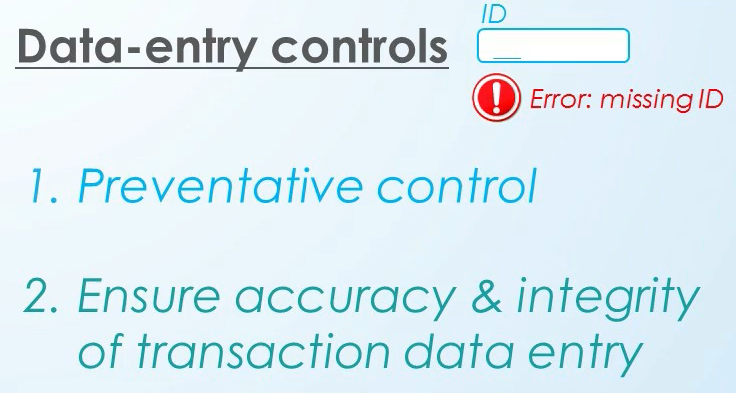 ID
Data-entry controls
Error: missing ID
1. Preventative control
2. Ensure accuracy & integrity
of transaction data entry